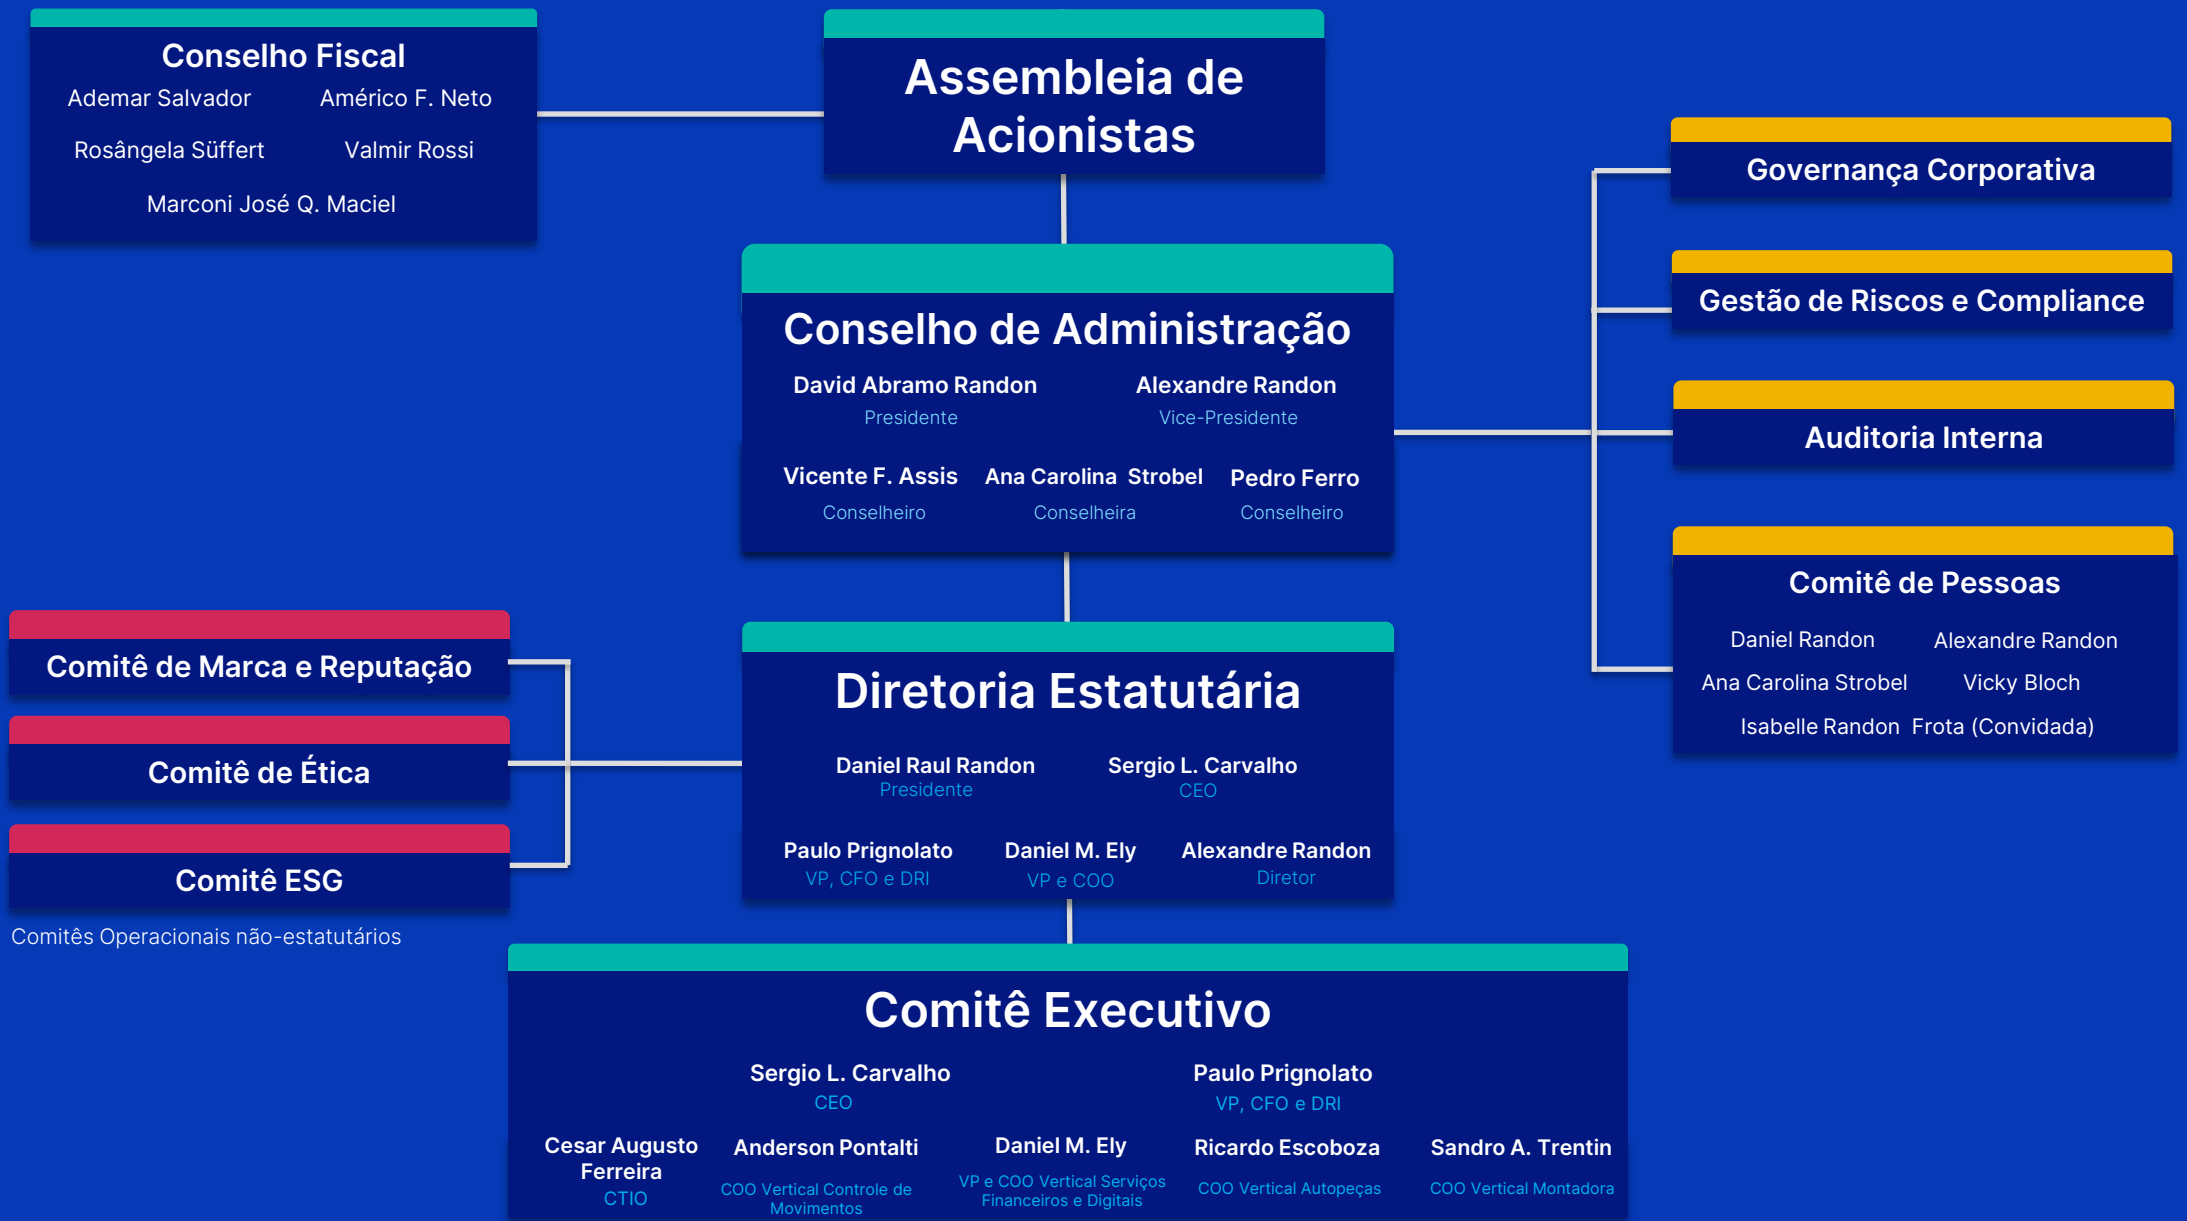 Conselho Fiscal
Ademar Salvador
Américo F. Neto
Rosângela Süffert
Valmir Rossi
Marconi José Q. Maciel
Assembleia de
Acionistas
Governança Corporativa
Gestão de Riscos e Compliance
Auditoria Interna
Comitê de Pessoas
Daniel Randon
Alexandre Randon
Ana Carolina Strobel
Vicky Bloch
Isabelle Randon Frota (Convidada)
Conselho de Administração
David Abramo Randon
Presidente
Alexandre Randon
Vice-Presidente
Vicente F. Assis
Conselheiro
Ana Carolina Strobel
Conselheira
Pedro Ferro
Conselheiro
Comitê de Marca e Reputação
Comitê de Ética
Comitê ESG
Comitês Operacionais não-estatutários
Diretoria Estatutária
Daniel Raul Randon
Presidente
Sergio L. Carvalho
CEO
Paulo Prignolato
VP, CFO e DRI
Daniel M. Ely
VP e COO
Alexandre Randon
Diretor
Comitê Executivo
Sergio L. Carvalho
CEO
Paulo Prignolato
VP, CFO e DRI
Cesar Augusto
Ferreira
CTIO
Anderson Pontalti
COO Vertical Controle de
Movimentos
Daniel M. Ely
VP e COO Vertical Serviços
Financeiros e Digitais
Ricardo Escoboza
COO Vertical Autopeças
Sandro A. Trentin
COO Vertical Montadora